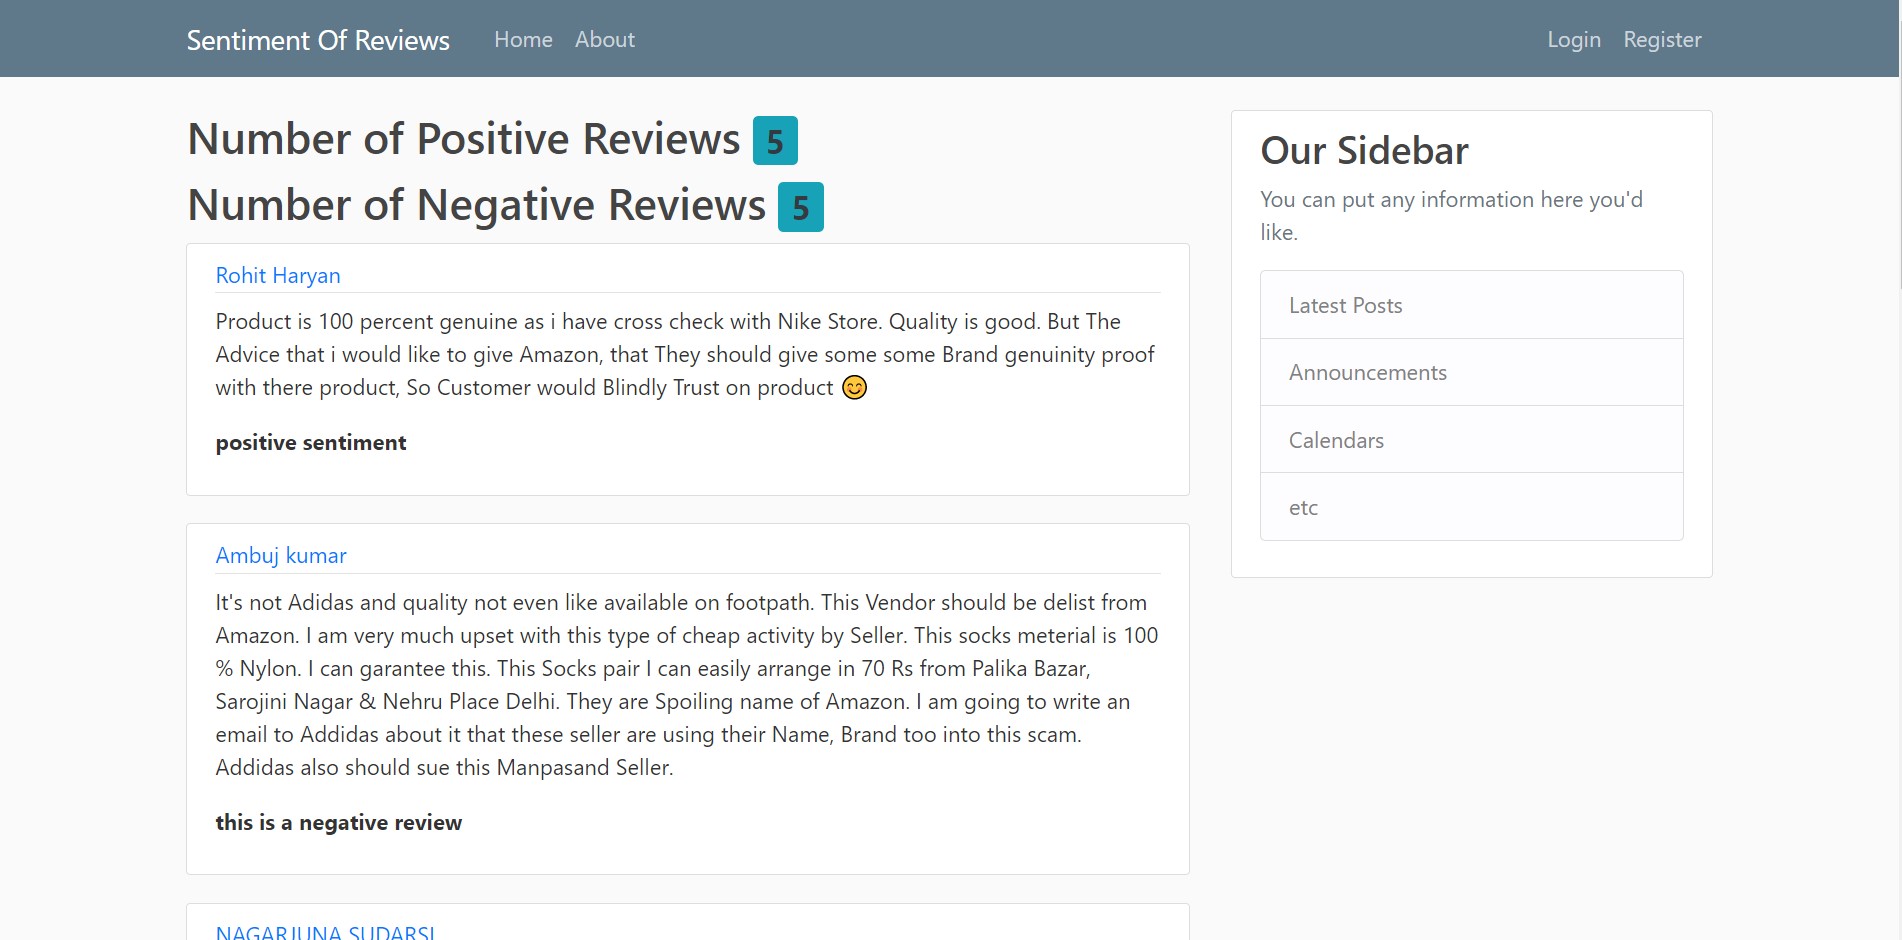 Sentiment Of Reviews Home About Login Register
Number of Positive Reviews 5
Number of Negative Reviews 5
Rohit Haryan
Product is 100 percent genuine as i have cross check with Nike Store. Quality is good. But The
Advice that i would like to give Amazon, that They should give some some Brand genuinity proof
with there product, So Customer would Blindly Trust on product 😊
positive sentiment
Ambuj kumar
It's not Adidas and quality not even like available on footpath. This Vendor should be delist from
Amazon. I am very much upset with this type of cheap activity by Seller. This socks meterial is 100
% Nylon. I can garantee this. This Socks pair I can easily arrange in 70 Rs from Palika Bazar,
Sarojini Nagar & Nehru Place Delhi. They are Spoiling name of Amazon. I am going to write an
email to Addidas about it that these seller are using their Name, Brand too into this scam.
Addidas also should sue this Manpasand Seller.
this is a negative review
NAGARJUNA SUDARSI
Our Sidebar
You can put any information here you'd
like.
Latest Posts
Announcements
Calendars
etc